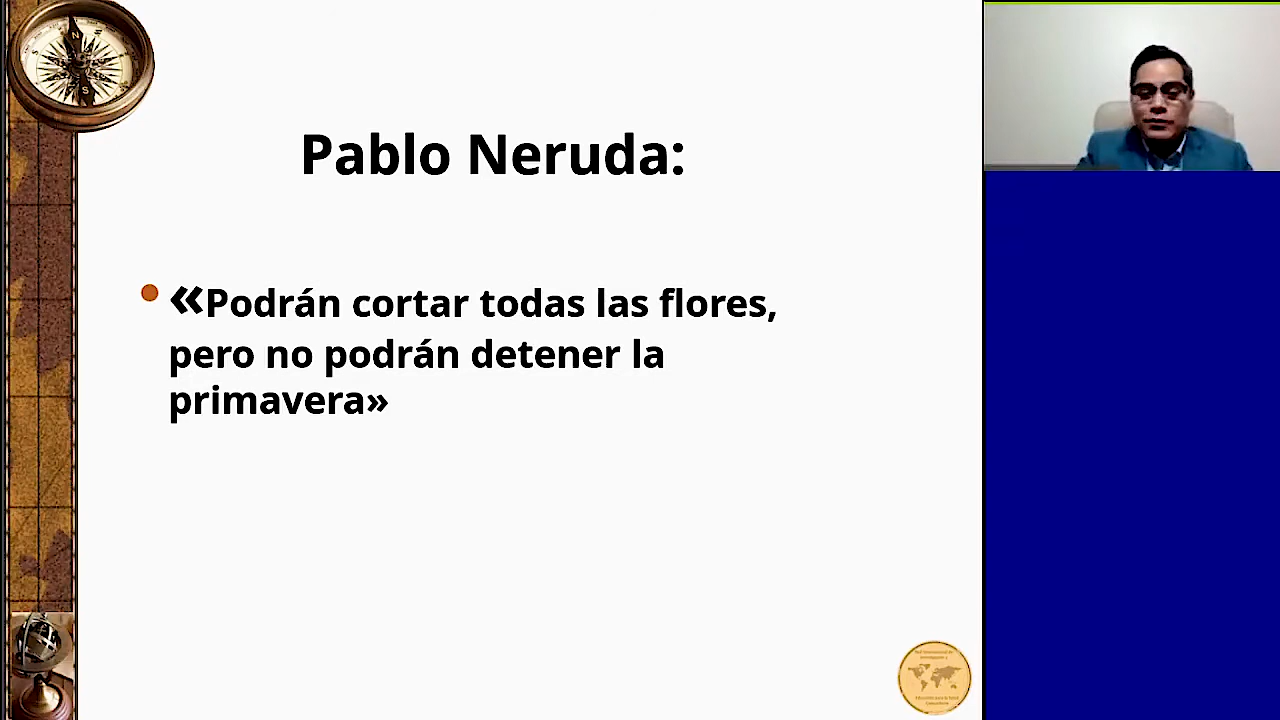 Pablo Neruda:
«Podrán cortar todas las flores,
pero no podrán detener la
primavera»